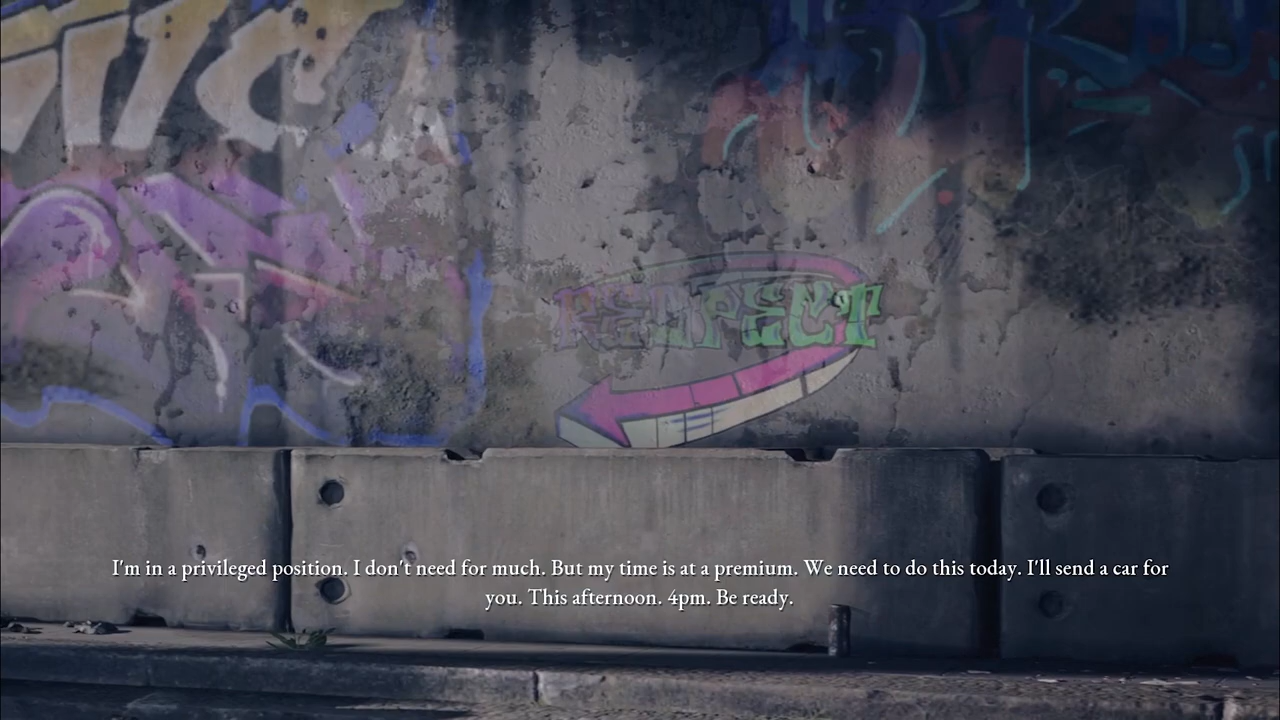 RESPECT
I'm in a privileged position. I don't need for much. But my time is at a premium. We need to do this today. I'll send a car for
you. This afternoon. 4pm. Be ready.